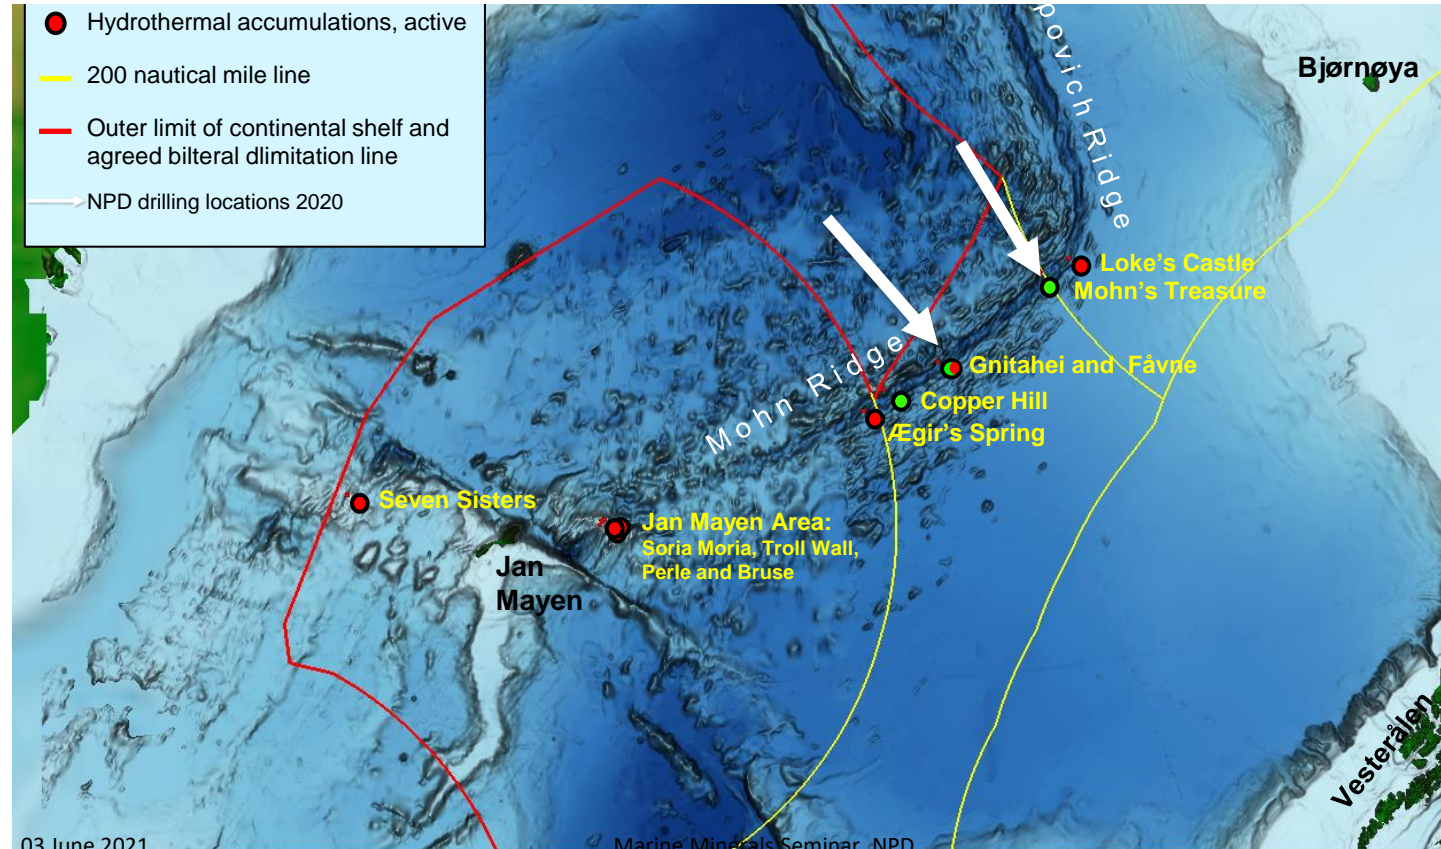 Hydrothermal accumulations, active
200 nautical mile line
Outer limit of continental shelf and
agreed bilteral dlimitation line
NPD drilling locations 2020
povich Ridge
Bjørnøya
Loke's Castle
Mohn's Treasure
Mohn Ridge
Gnitahei and Fåvne
Copper Hill
Ægir's Spring
Seven Sisters
Jan Mayen Area:
Soria Moria, Troll Wall,
Perle and Bruse
Jan
Mayen
Vesterålen
03 June 2021
Marine Minerals Seminar, NPD